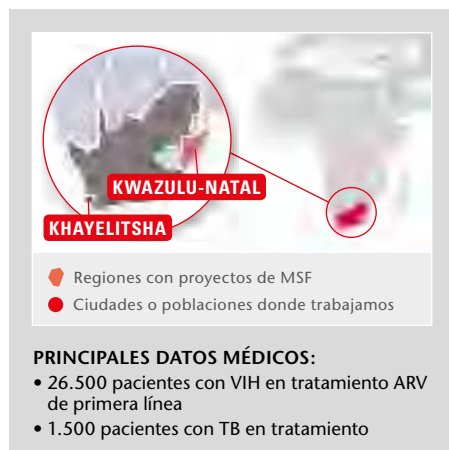 KWAZULU-NATAL
KHAYELITSHA
Regiones con proyectos de MSF
Ciudades o poblaciones donde trabajamos
PRINCIPALES DATOS MÉDICOS:
• 26.500 pacientes con VIH en tratamiento ARV
de primera línea
• 1.500 pacientes con TB en tratamiento